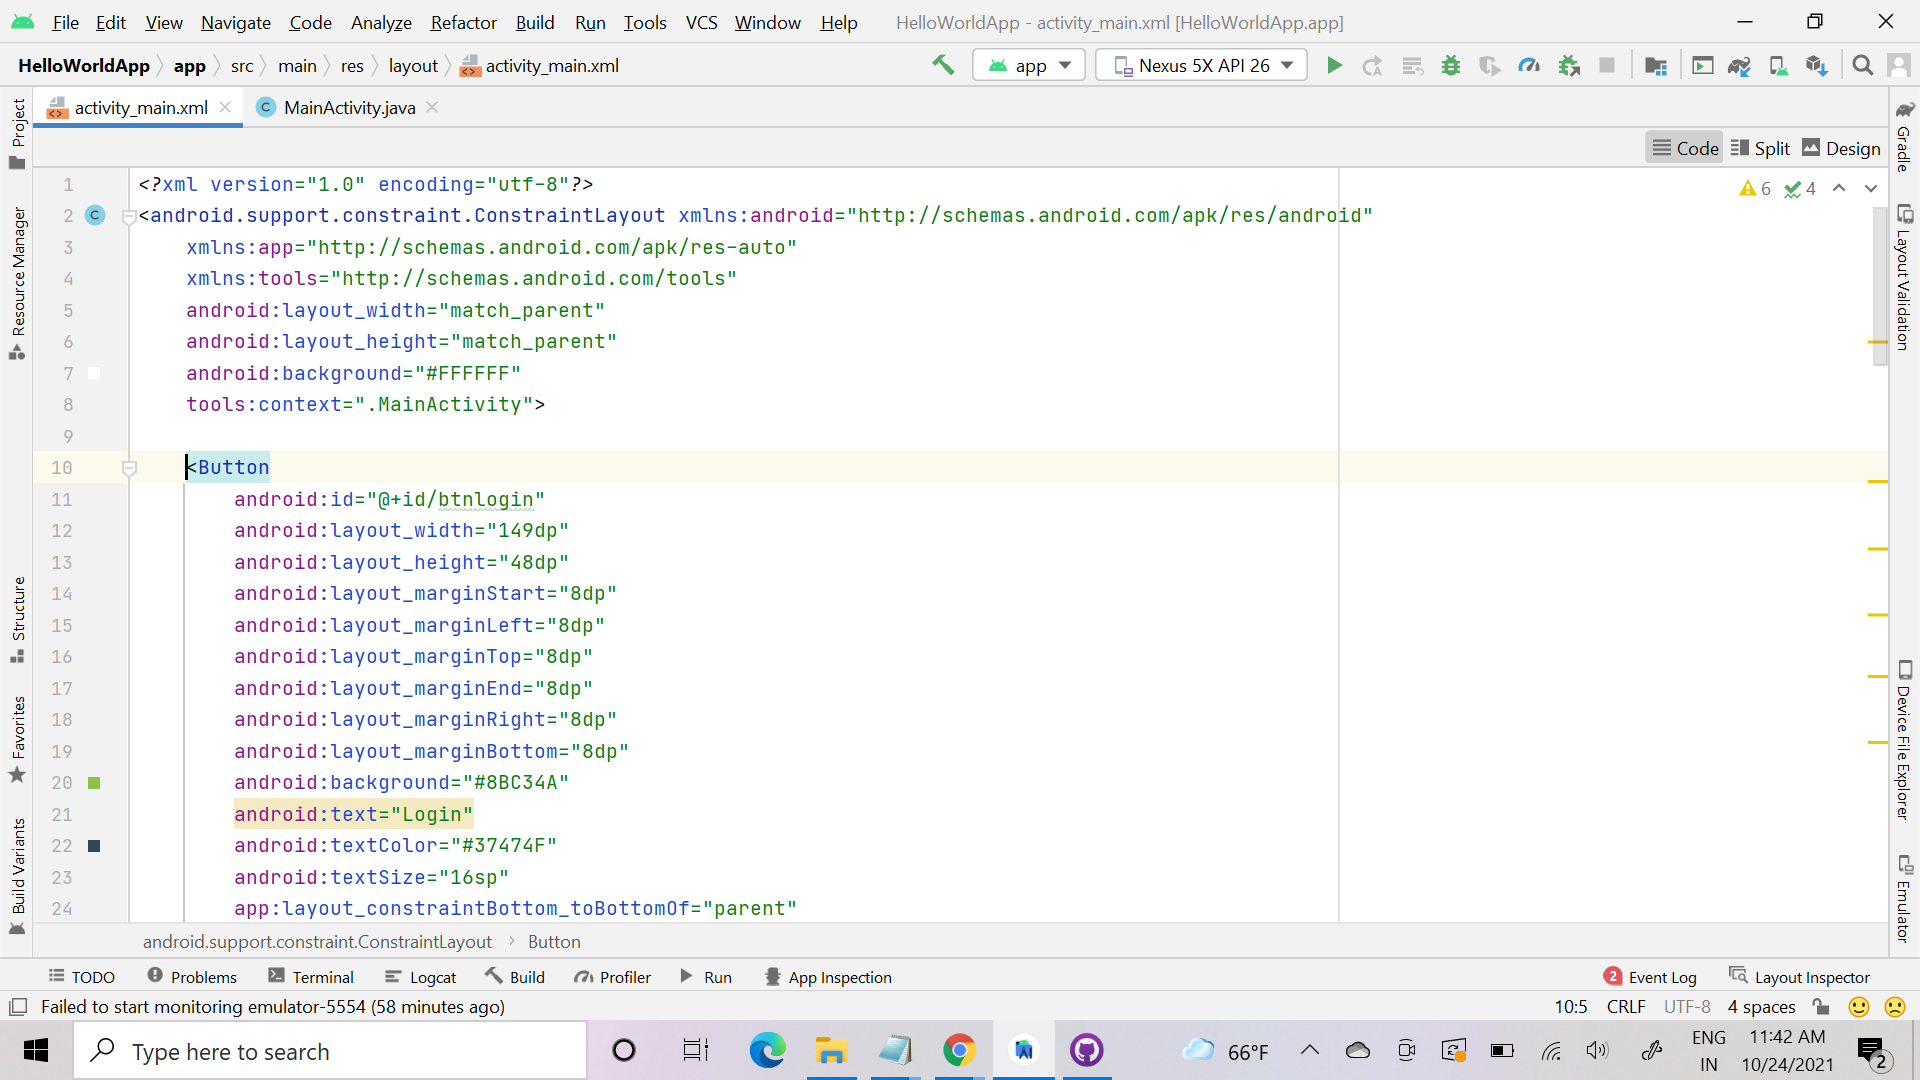 File Edit View Navigate Code Analyze Refactor Build Run Tools VCS Window Help HelloWorldApp - activity_main.xml [HelloWorldApp.app]
HelloWorldApp app src main res layout activity_main.xml app Nexus 5X API 26
activity_main.xml MainActivity.java
Code Split Design
6 4
1 <?xml version="1.0" encoding="utf-8"?>
2 <android.support.constraint.ConstraintLayout xmlns:android="http://schemas.android.com/apk/res/android"
3 xmlns:app="http://schemas.android.com/apk/res-auto"
4 xmlns:tools="http://schemas.android.com/tools"
5 android:layout_width="match_parent"
6 android:layout_height="match_parent"
7 android:background="#FFFFFF"
8 tools:context=".MainActivity">
9
10 <Button
11 android:id="@+id/btnlogin"
12 android:layout_width="149dp"
13 android:layout_height="48dp"
14 android:layout_marginStart="8dp"
15 android:layout_marginLeft="8dp"
16 android:layout_marginTop="8dp"
17 android:layout_marginEnd="8dp"
18 android:layout_marginRight="8dp"
19 android:layout_marginBottom="8dp"
20 android:background="#8BC34A"
21 android:text="Login"
22 android:textColor="#37474F"
23 android:textSize="16sp"
24 app:layout_constraintBottom_toBottomOf="parent"
Project
Resource Manager
Structure
Favorites
Build Variants
Gradle
Layout Validation
Device File Explorer
Emulator
android.support.constraint.ConstraintLayout Button
TODO Problems Terminal Logcat Build Profiler Run App Inspection 2 Event Log Layout Inspector
Failed to start monitoring emulator-5554 (58 minutes ago) 10:5 CRLF UTF-8 4 spaces
Type here to search 66°F ENG IN 11:42 AM 10/24/2021 2